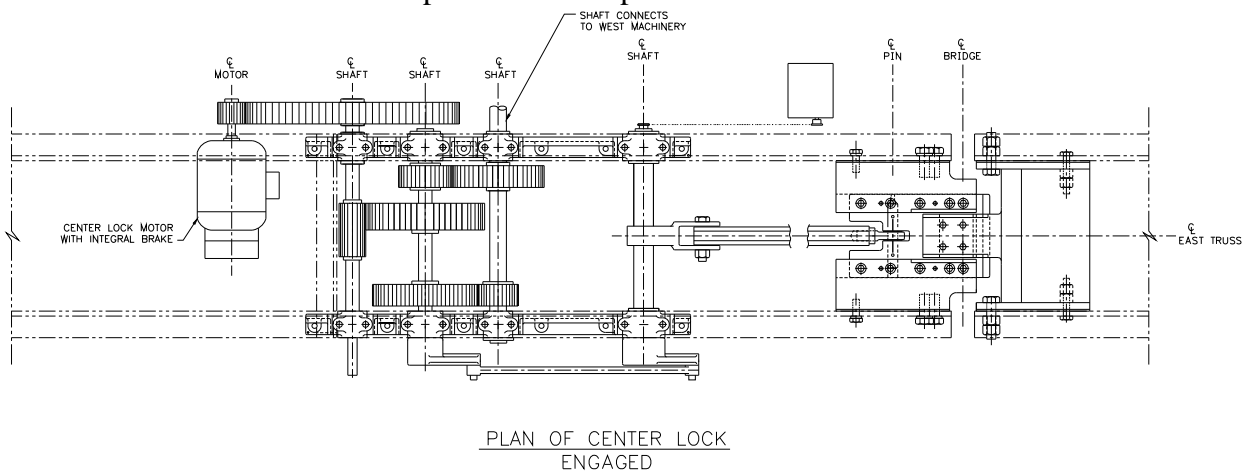 SHAFT CONNECTS
TO WEST MACHINERY
℄
MOTOR
℄
SHAFT
℄
SHAFT
℄
SHAFT
℄
SHAFT
℄
PIN
℄
BRIDGE
CENTER LOCK MOTOR
WITH INTEGRAL BRAKE
℄
EAST TRUSS
PLAN OF CENTER LOCK
ENGAGED